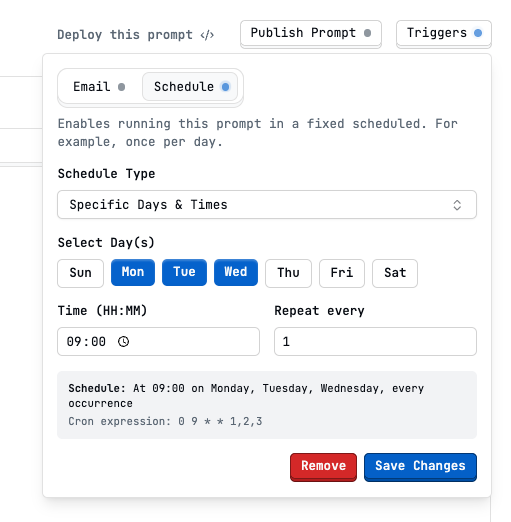 Deploy this prompt </>
Publish Prompt
Triggers
Email
Schedule
Enables running this prompt in a fixed scheduled. For
example, once per day.
Schedule Type
Specific Days & Times
Select Day(s)
Sun Mon Tue Wed Thu Fri Sat
Time (HH:MM) Repeat every
09:00 1
Schedule: At 09:00 on Monday, Tuesday, Wednesday, every
occurrence
Cron expression: 0 9 * * 1,2,3
Remove Save Changes